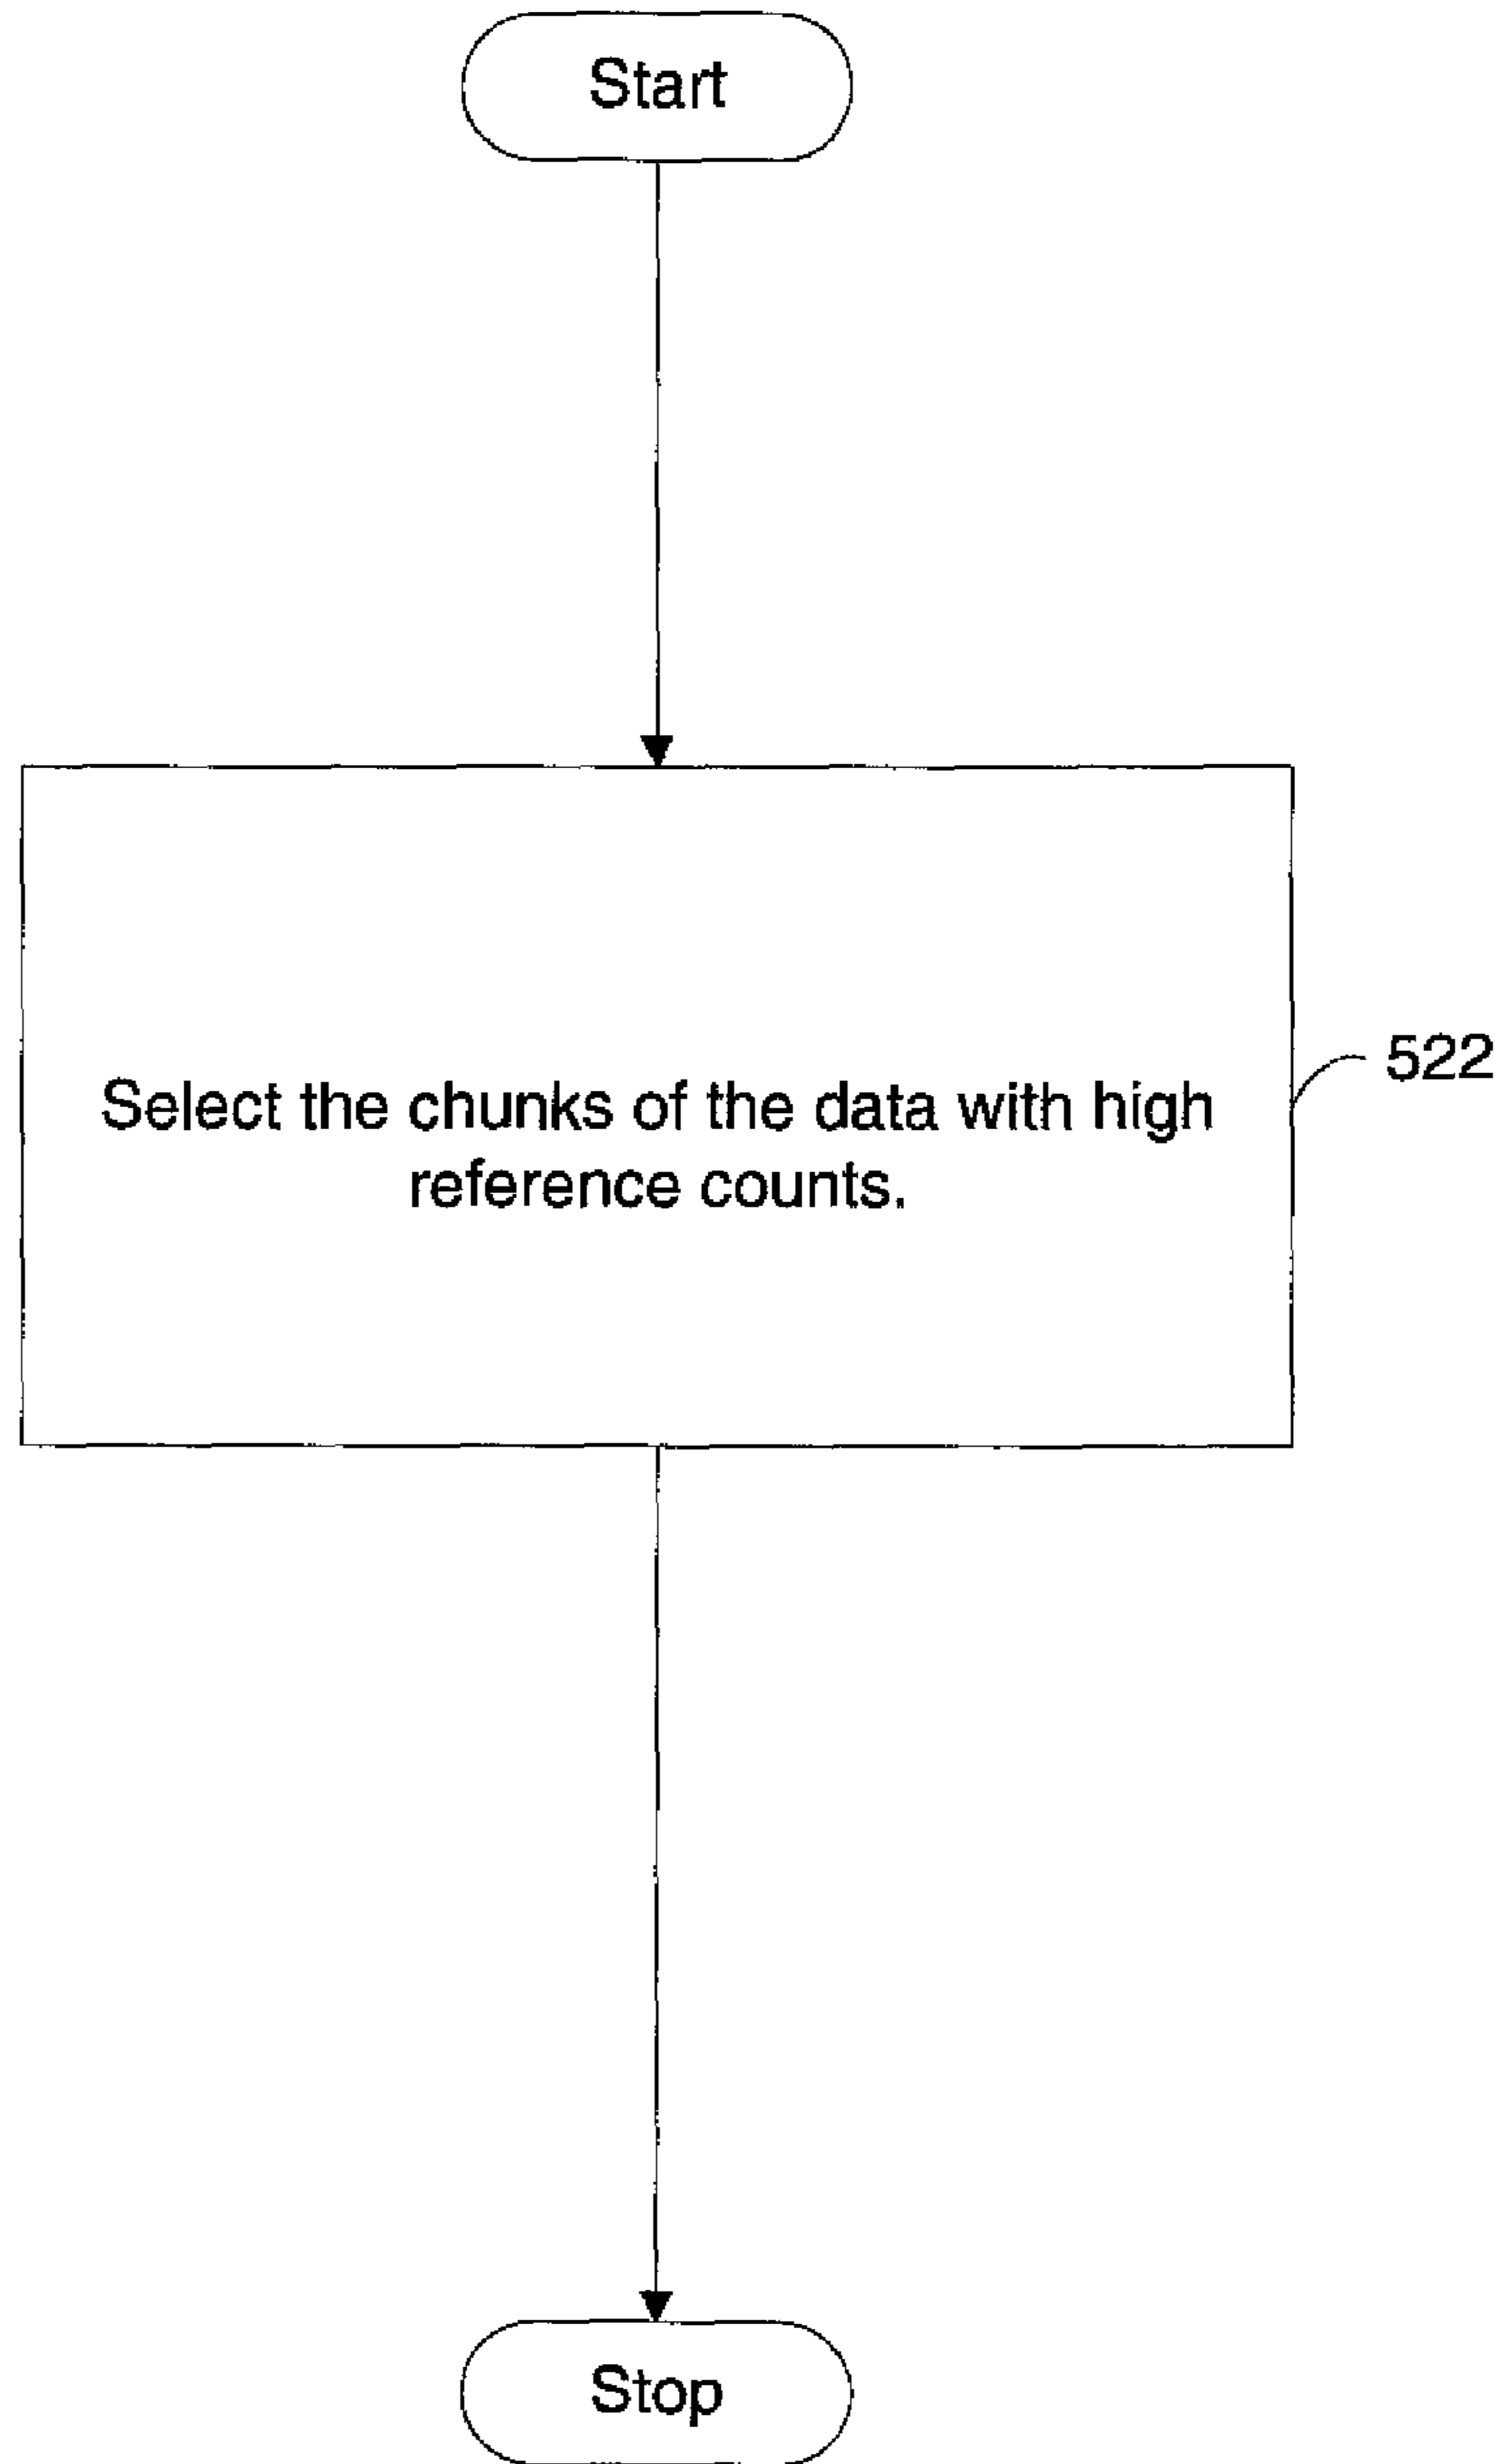 Start
Select the chunks of the data with high
reference counts.
522
Stop